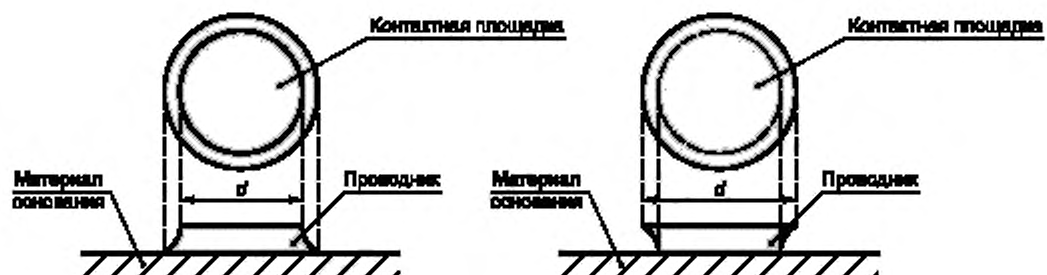 Контактная площадка
Контактная площадка
Материал
основания
d
Проводник
Материал
основания
d
Проводник